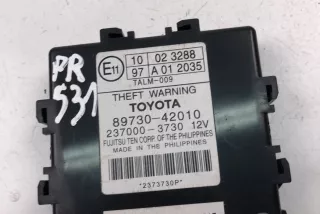 PR
531
E11
10 02 3288
97 A 01 2035
TALM-009
THEFT WARNING
TOYOTA
89730-42010
237000-3730 12V
FUJITSU TEN CORP. OF THE PHILIPPINES
MADE IN THE PHILIPPINES
"2373730P"